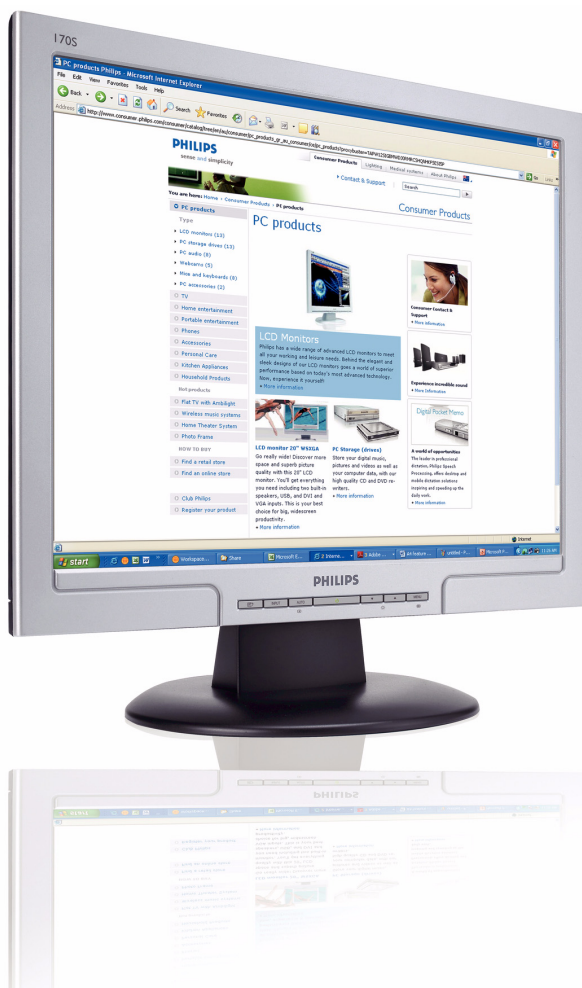 170S
PC products Philips - Microsoft Internet Explorer
File Edit View Favorites Tools Help
Back Search Favorites
Address
Go
PHILIPS
sense and simplicity
Consumer Products Lighting Medical systems About Philips
Contact & Support Search
You are here: Home Consumer Products PC products
Consumer Products
PC products
Type
LCD monitors (13)
PC storage drives (13)
PC audio (8)
Webcams (5)
Mice and keyboards (8)
PC accessories (2)
TV
Home entertainment
Portable entertainment
Phones
Accessories
Personal Care
Kitchen Appliances
Household Products
Hot products
Flat TV with Ambilight
Wireless music systems
Home Theater System
Photo Frame
HOW TO BUY
Find a retail store
Find an online store
Club Philips
Register your product
PC products
LCD Monitors
Philips has a wide range of advanced LCD monitors to meet
all your working and leisure needs. Behind the elegant and
sleek designs of our LCD monitors goes a world of superior
performance based on today's most advanced technology.
Now, experience it yourself!
More information
LCD monitor 20" WSXGA
Go really wide! Discover more
space and superb picture
quality with this 20" LCD
monitor. You'll get everything
you need including two built-in
speakers, USB, and DVI and
VGA inputs. This is your best
choice for big, widescreen
productivity.
More information
PC Storage (drives)
Store your digital music,
pictures and videos as well as
your computer data, with our
high quality CD and DVD re-
writers.
More information
Consumer Contact &
Support
More information
Experience incredible sound
More information
Digital Pocket Memo
A world of opportunities
The leader in professional
dictation, Philips Speech
Processing, offers desktop and
mobile dictation solutions
inspiring and speeding up the
daily work.
More information
Internet
start Workspace... Share Microsoft E... 2 Interne... 3 Adobe ... A4 feature ... untitled - P... Microsoft P...
PHILIPS
INPUT AUTO MENU